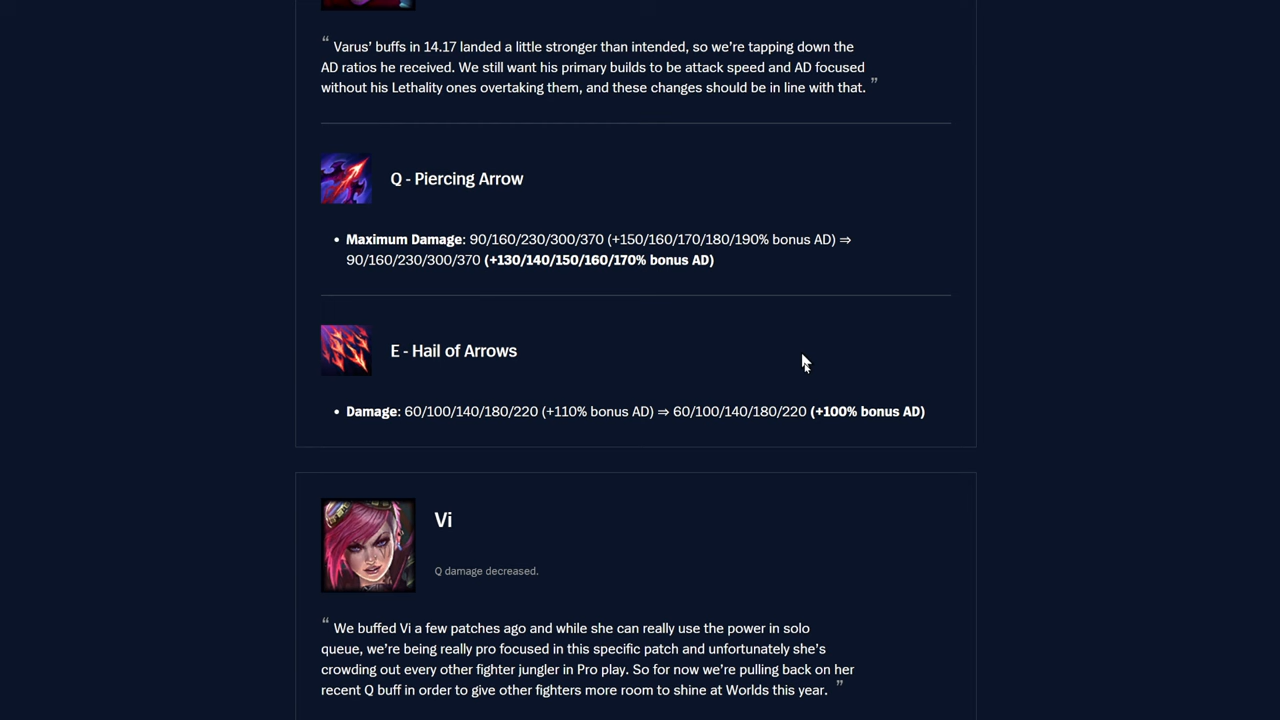 “ Varus’ buffs in 14.17 landed a little stronger than intended, so we’re tapping down the
AD ratios he received. We still want his primary builds to be attack speed and AD focused
without his Lethality ones overtaking them, and these changes should be in line with that. ”
Q - Piercing Arrow
• Maximum Damage: 90/160/230/300/370 (+150/160/170/180/190% bonus AD) ⇒
90/160/230/300/370 (+130/140/150/160/170% bonus AD)
E - Hail of Arrows
• Damage: 60/100/140/180/220 (+110% bonus AD) ⇒ 60/100/140/180/220 (+100% bonus AD)
Vi
Q damage decreased.
“ We buffed Vi a few patches ago and while she can really use the power in solo
queue, we’re being really pro focused in this specific patch and unfortunately she’s
crowding out every other fighter jungler in Pro play. So for now we’re pulling back on her
recent Q buff in order to give other fighters more room to shine at Worlds this year. ”